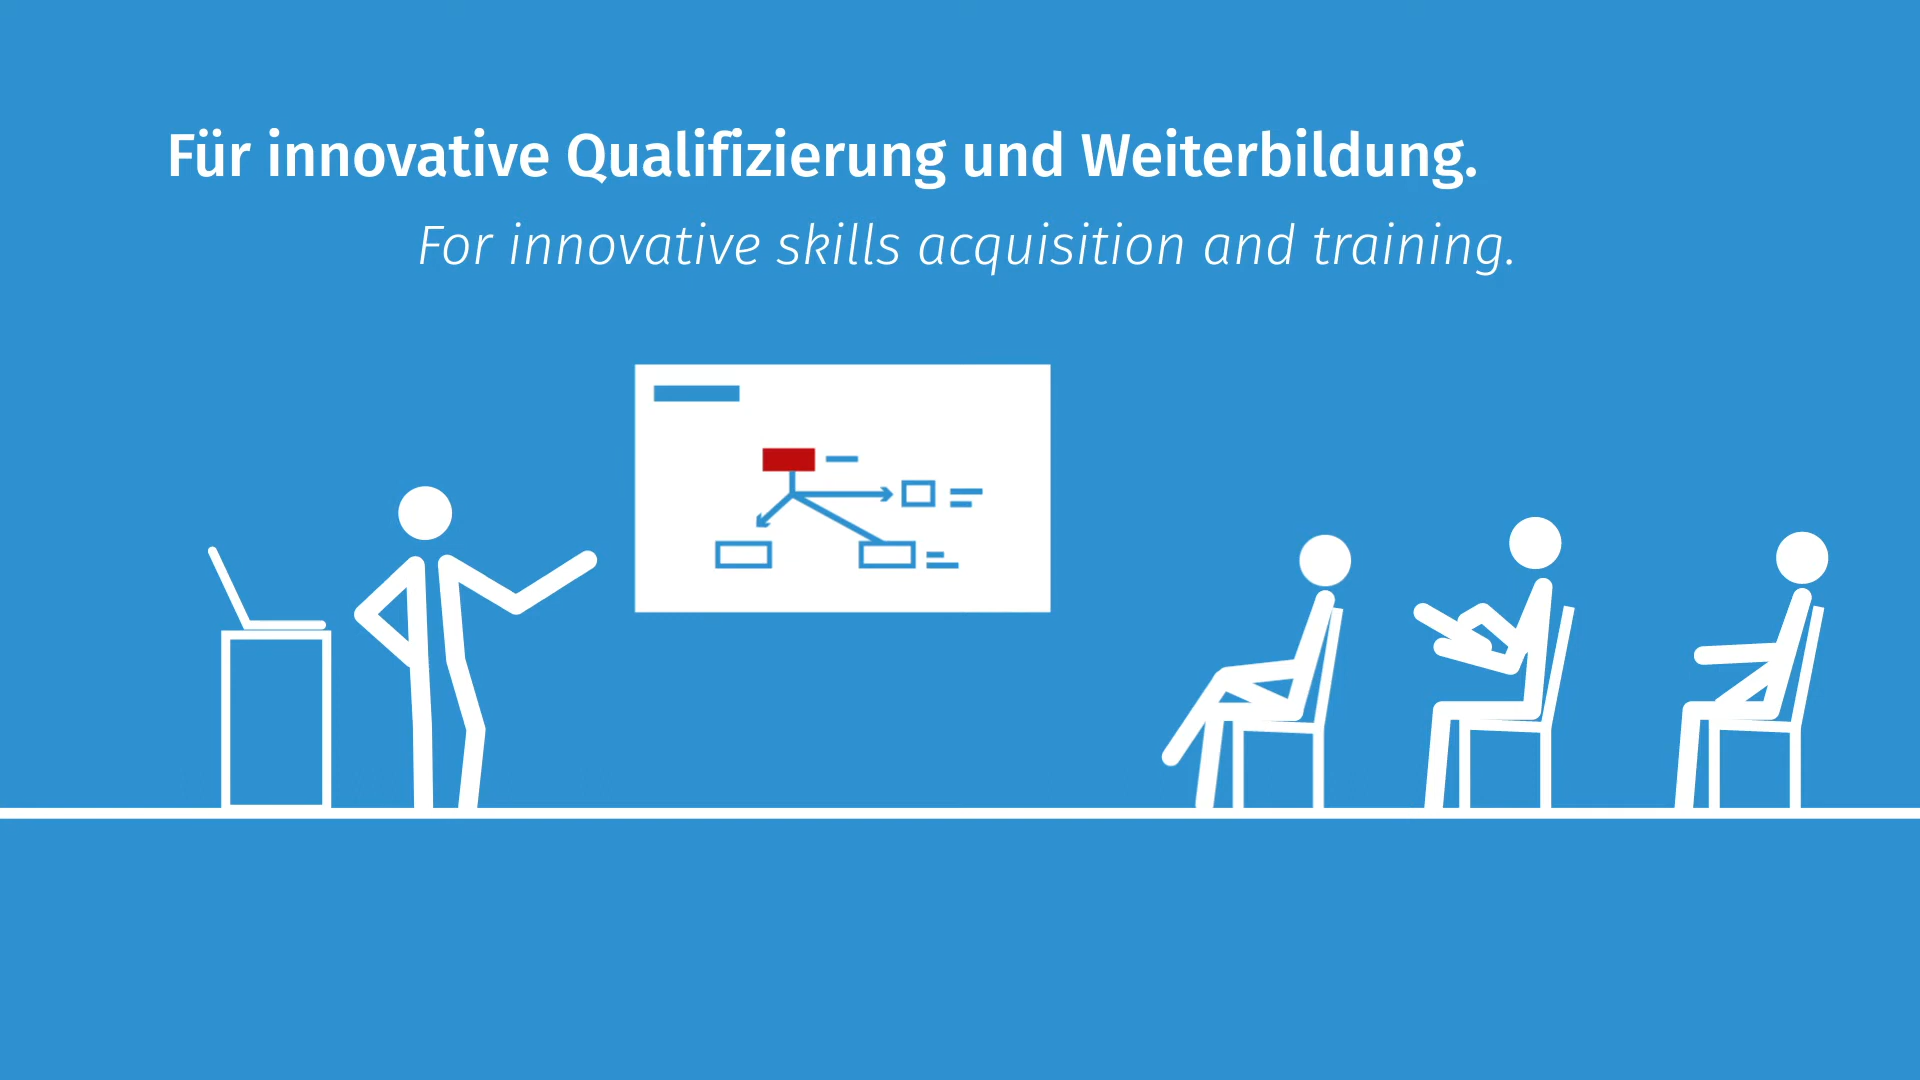 Für innovative Qualifizierung und Weiterbildung.
For innovative skills acquisition and training.